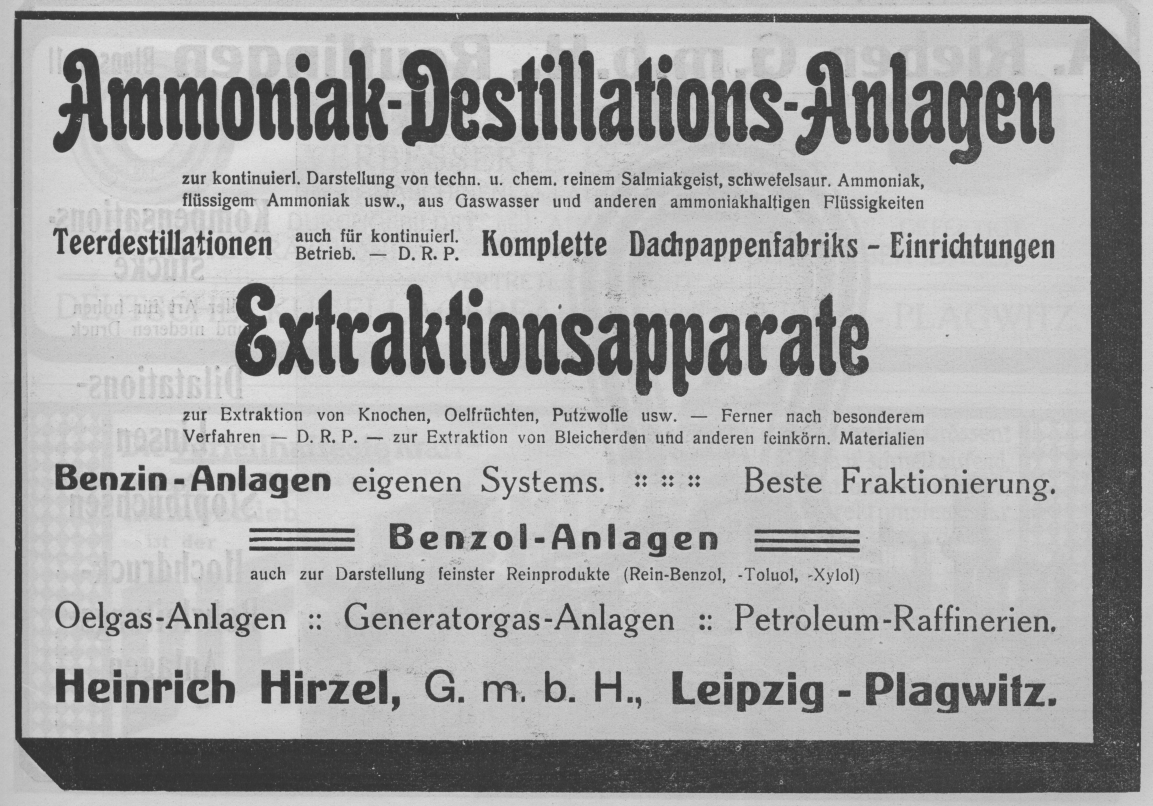 Ammoniak-Destillations-Anlagen
zur kontinuierl. Darstellung von techn. u. chem. reinem Salmiakgeist, schwefelsaur. Ammoniak,
flüssigem Ammoniak usw., aus Gaswasser und anderen ammoniakhaltigen Flüssigkeiten
Teerdestillationen auch für kontinuierl. Betrieb. — D. R. P. Komplette Dachpappenfabriks - Einrichtungen
Extraktionsapparate
zur Extraktion von Knochen, Oelfrüchten, Putzwolle usw. — Ferner nach besonderem
Verfahren — D. R. P. — zur Extraktion von Bleicherden und anderen feinkörn. Materialien
Benzin-Anlagen eigenen Systems. :: :: :: Beste Fraktionierung.
Benzol-Anlagen
auch zur Darstellung feinster Reinprodukte (Rein-Benzol, -Toluol, -Xylol)
Oelgas-Anlagen :: Generatorgas-Anlagen :: Petroleum-Raffinerien.
Heinrich Hirzel, G. m. b. H., Leipzig - Plagwitz.